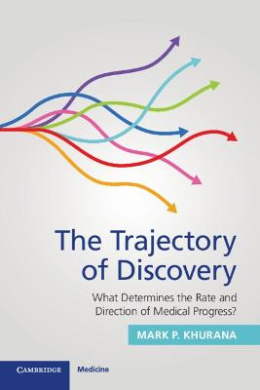 The Trajectory
of Discovery
What Determines the Rate and
Direction of Medical Progress?
MARK P. KHURANA
CAMBRIDGE
Medicine